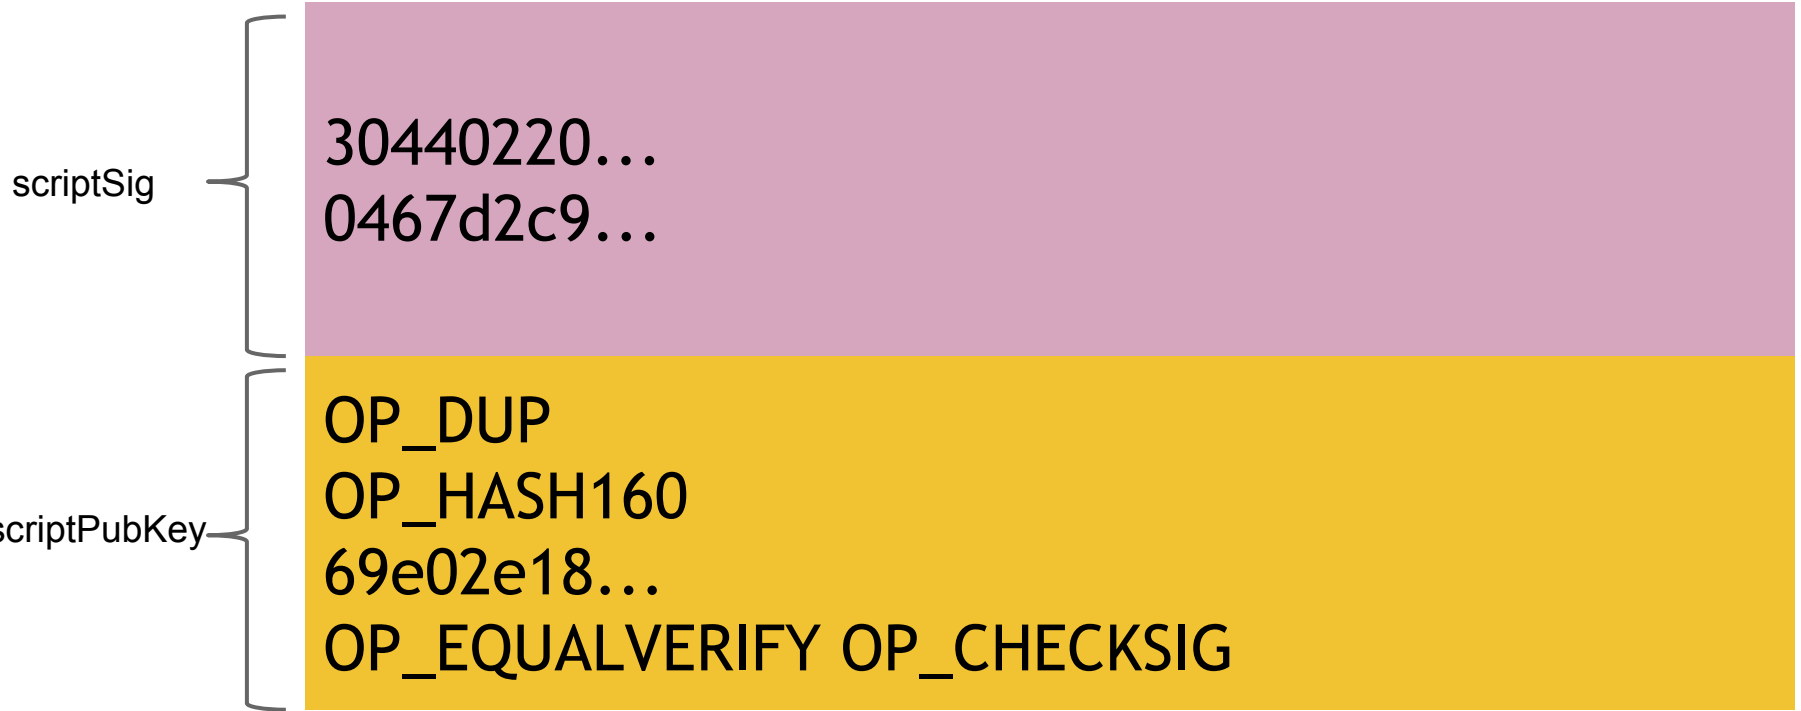 scriptSig
30440220...
0467d2c9...
scriptPubKey
OP_DUP
OP_HASH160
69e02e18...
OP_EQUALVERIFY OP_CHECKSIG